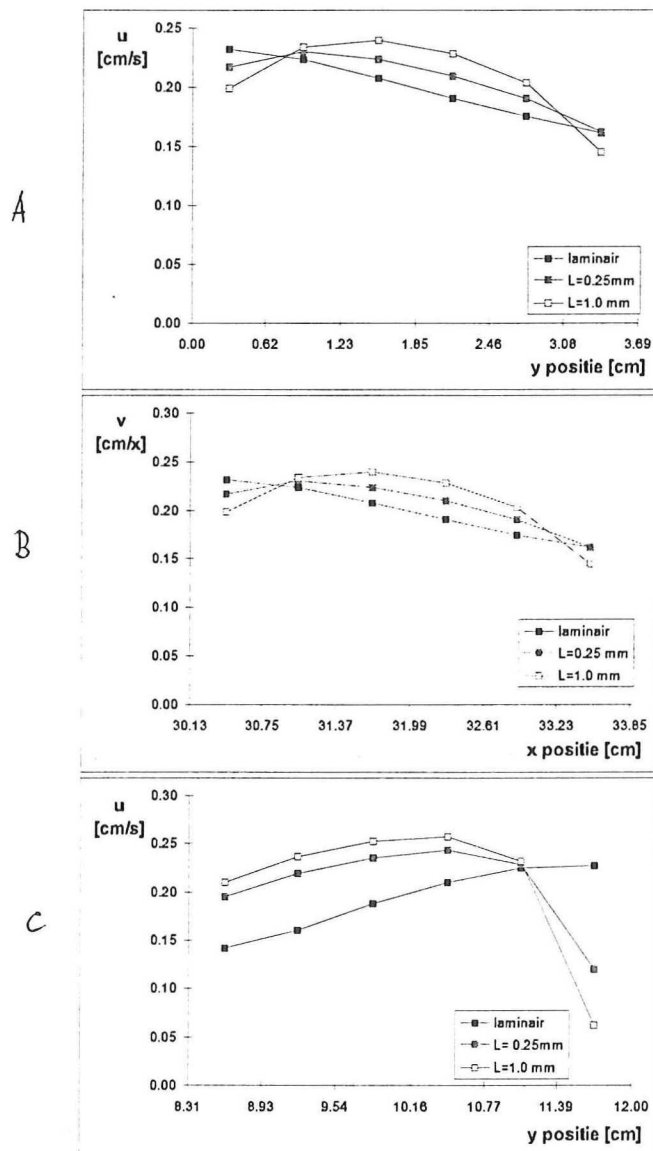 A
u
[cm/s]
0.25
0.20
0.15
0.10
0.05
0.00
0.00 0.62 1.23 1.85 2.46 3.08 3.69
y positie [cm]
laminair
L=0.25mm
L=1.0 mm
B
v
[cm/x]
0.30
0.25
0.20
0.15
0.10
0.05
0.00
30.13 30.75 31.37 31.99 32.61 33.23 33.85
x positie [cm]
laminair
L=0.25 mm
L=1.0 mm
C
u
[cm/s]
0.30
0.25
0.20
0.15
0.10
0.05
0.00
8.31 8.93 9.54 10.16 10.77 11.39 12.00
y positie [cm]
laminair
L= 0.25mm
L=1.0 mm